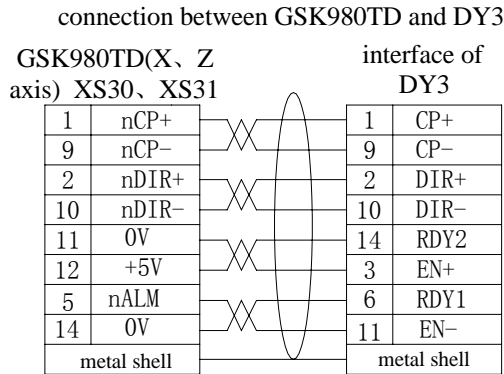 connection between GSK980TD and DY3
GSK980TD(X、Z
axis) XS30、XS31
1 nCP+
9 nCP-
2 nDIR+
10 nDIR-
11 0V
12 +5V
5 nALM
14 0V
metal shell
interface of
DY3
1 CP+
9 CP-
2 DIR+
10 DIR-
14 RDY2
3 EN+
6 RDY1
11 EN-
metal shell